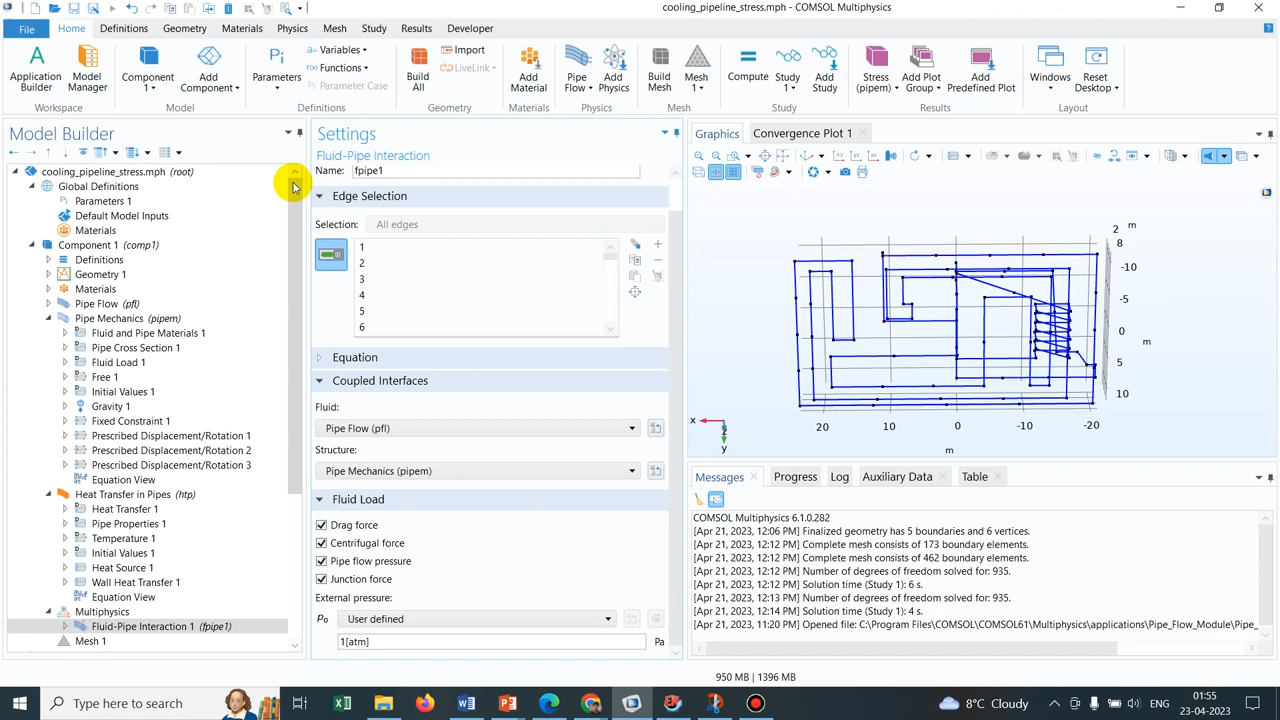 cooling_pipeline_stress.mph - COMSOL Multiphysics
File Home Definitions Geometry Materials Physics Mesh Study Results Developer
Application Builder
Model Manager
Workspace
Component 1
Add Component
Model
Parameters
Variables
Functions
Parameter Case
Definitions
Build All
Import
LiveLink
Geometry
Add Material
Materials
Pipe Flow
Add Physics
Physics
Build Mesh
Mesh 1
Mesh
Compute
Study 1
Add Study
Study
Stress (pipem)
Add Plot Group
Add Predefined Plot
Results
Windows
Reset Desktop
Layout
Model Builder
cooling_pipeline_stress.mph (root)
Global Definitions
Pi Parameters 1
Default Model Inputs
Materials
Component 1 (comp1)
Definitions
Geometry 1
Materials
Pipe Flow (pfl)
Pipe Mechanics (pipem)
Fluid and Pipe Materials 1
Pipe Cross Section 1
Fluid Load 1
Free 1
Initial Values 1
Gravity 1
Fixed Constraint 1
Prescribed Displacement/Rotation 1
Prescribed Displacement/Rotation 2
Prescribed Displacement/Rotation 3
Equation View
Heat Transfer in Pipes (htp)
Heat Transfer 1
Pipe Properties 1
Temperature 1
Initial Values 1
Heat Source 1
Wall Heat Transfer 1
Equation View
Multiphysics
Fluid-Pipe Interaction 1 (fpipe1)
Mesh 1
Settings
Fluid-Pipe Interaction
Name: fpipe1
Edge Selection
Selection: All edges
1
2
3
4
5
6
Equation
Coupled Interfaces
Fluid:
Pipe Flow (pfl)
Structure:
Pipe Mechanics (pipem)
Fluid Load
Drag force
Centrifugal force
Pipe flow pressure
Junction force
External pressure:
p0 User defined
1[atm] Pa
Graphics Convergence Plot 1
2 m
8
-10
-5
0 m
5
10
x
z
y
20 10 0 -10 -20
m
Messages Progress Log Auxiliary Data Table
COMSOL Multiphysics 6.1.0.282
[Apr 21, 2023, 12:06 PM] Finalized geometry has 5 boundaries and 6 vertices.
[Apr 21, 2023, 12:12 PM] Complete mesh consists of 173 boundary elements.
[Apr 21, 2023, 12:12 PM] Complete mesh consists of 462 boundary elements.
[Apr 21, 2023, 12:12 PM] Number of degrees of freedom solved for: 935.
[Apr 21, 2023, 12:12 PM] Solution time (Study 1): 6 s.
[Apr 21, 2023, 12:13 PM] Number of degrees of freedom solved for: 935.
[Apr 21, 2023, 12:14 PM] Solution time (Study 1): 4 s.
[Apr 21, 2023, 11:20 PM] Opened file: C:\Program Files\COMSOL\COMSOL61\Multiphysics\applications\Pipe_Flow_Module\Pipe_
950 MB | 1396 MB
Type here to search
8°C Cloudy
ENG
01:55
23-04-2023